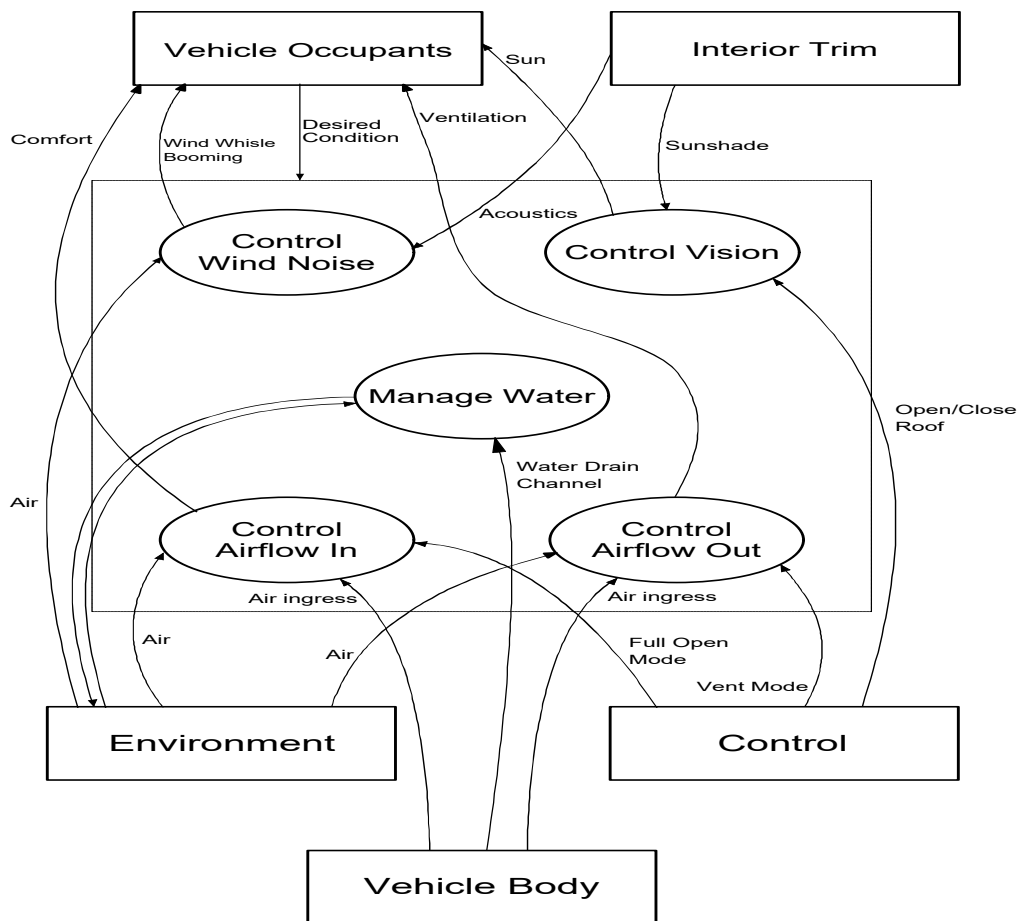 Vehicle Occupants
Interior Trim
Sun
Comfort
Wind Whisle
Booming
Desired
Condition
Ventilation
Sunshade
Acoustics
Control
Wind Noise
Control Vision
Manage Water
Open/Close
Roof
Water Drain
Channel
Air
Control
Airflow In
Control
Airflow Out
Air ingress
Air ingress
Air
Air
Full Open
Mode
Vent Mode
Environment
Control
Vehicle Body